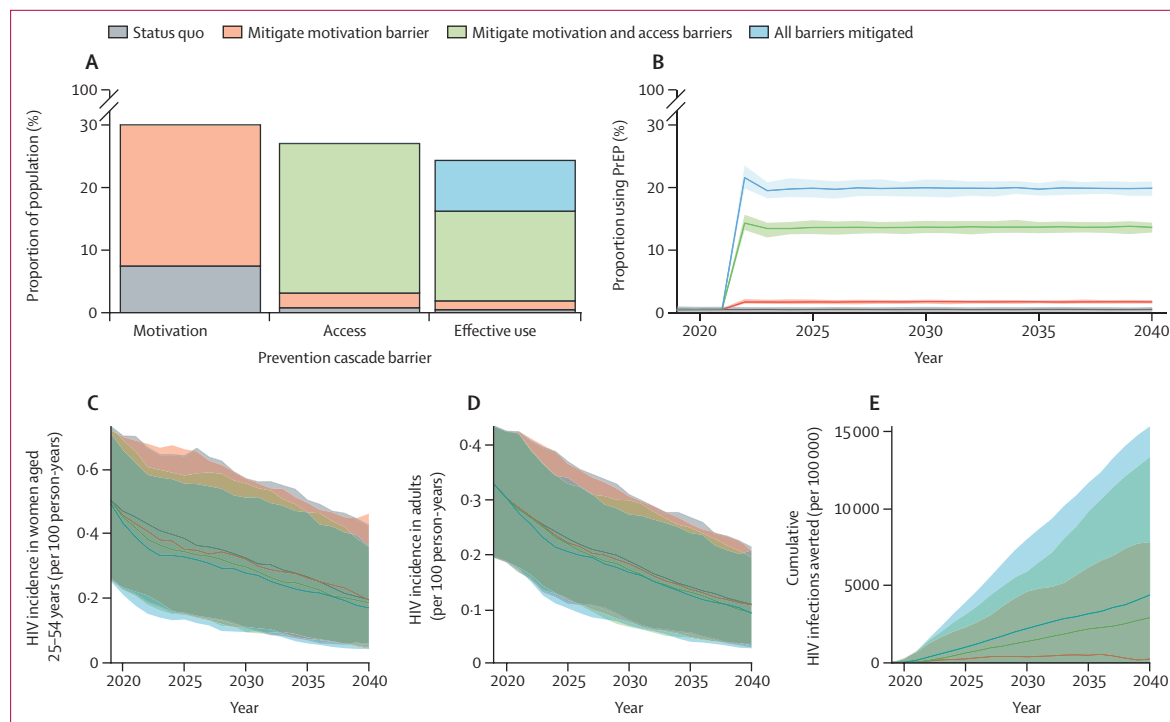 Status quo
Mitigate motivation barrier
Mitigate motivation and access barriers
All barriers mitigated
A
Proportion of population (%)
100
30
20
10
0
Motivation
Access
Effective use
Prevention cascade barrier
B
Proportion using PrEP (%)
100
30
20
10
0
2020
2025
2030
2035
2040
Year
C
HIV incidence in women aged
25–54 years (per 100 person-years)
0·6
0·4
0·2
0
2020
2025
2030
2035
2040
Year
D
HIV incidence in adults
(per 100 person-years)
0·4
0·3
0·2
0·1
0
2020
2025
2030
2035
2040
Year
E
Cumulative
HIV infections averted (per 100 000)
15 000
10 000
5000
0
2020
2025
2030
2035
2040
Year